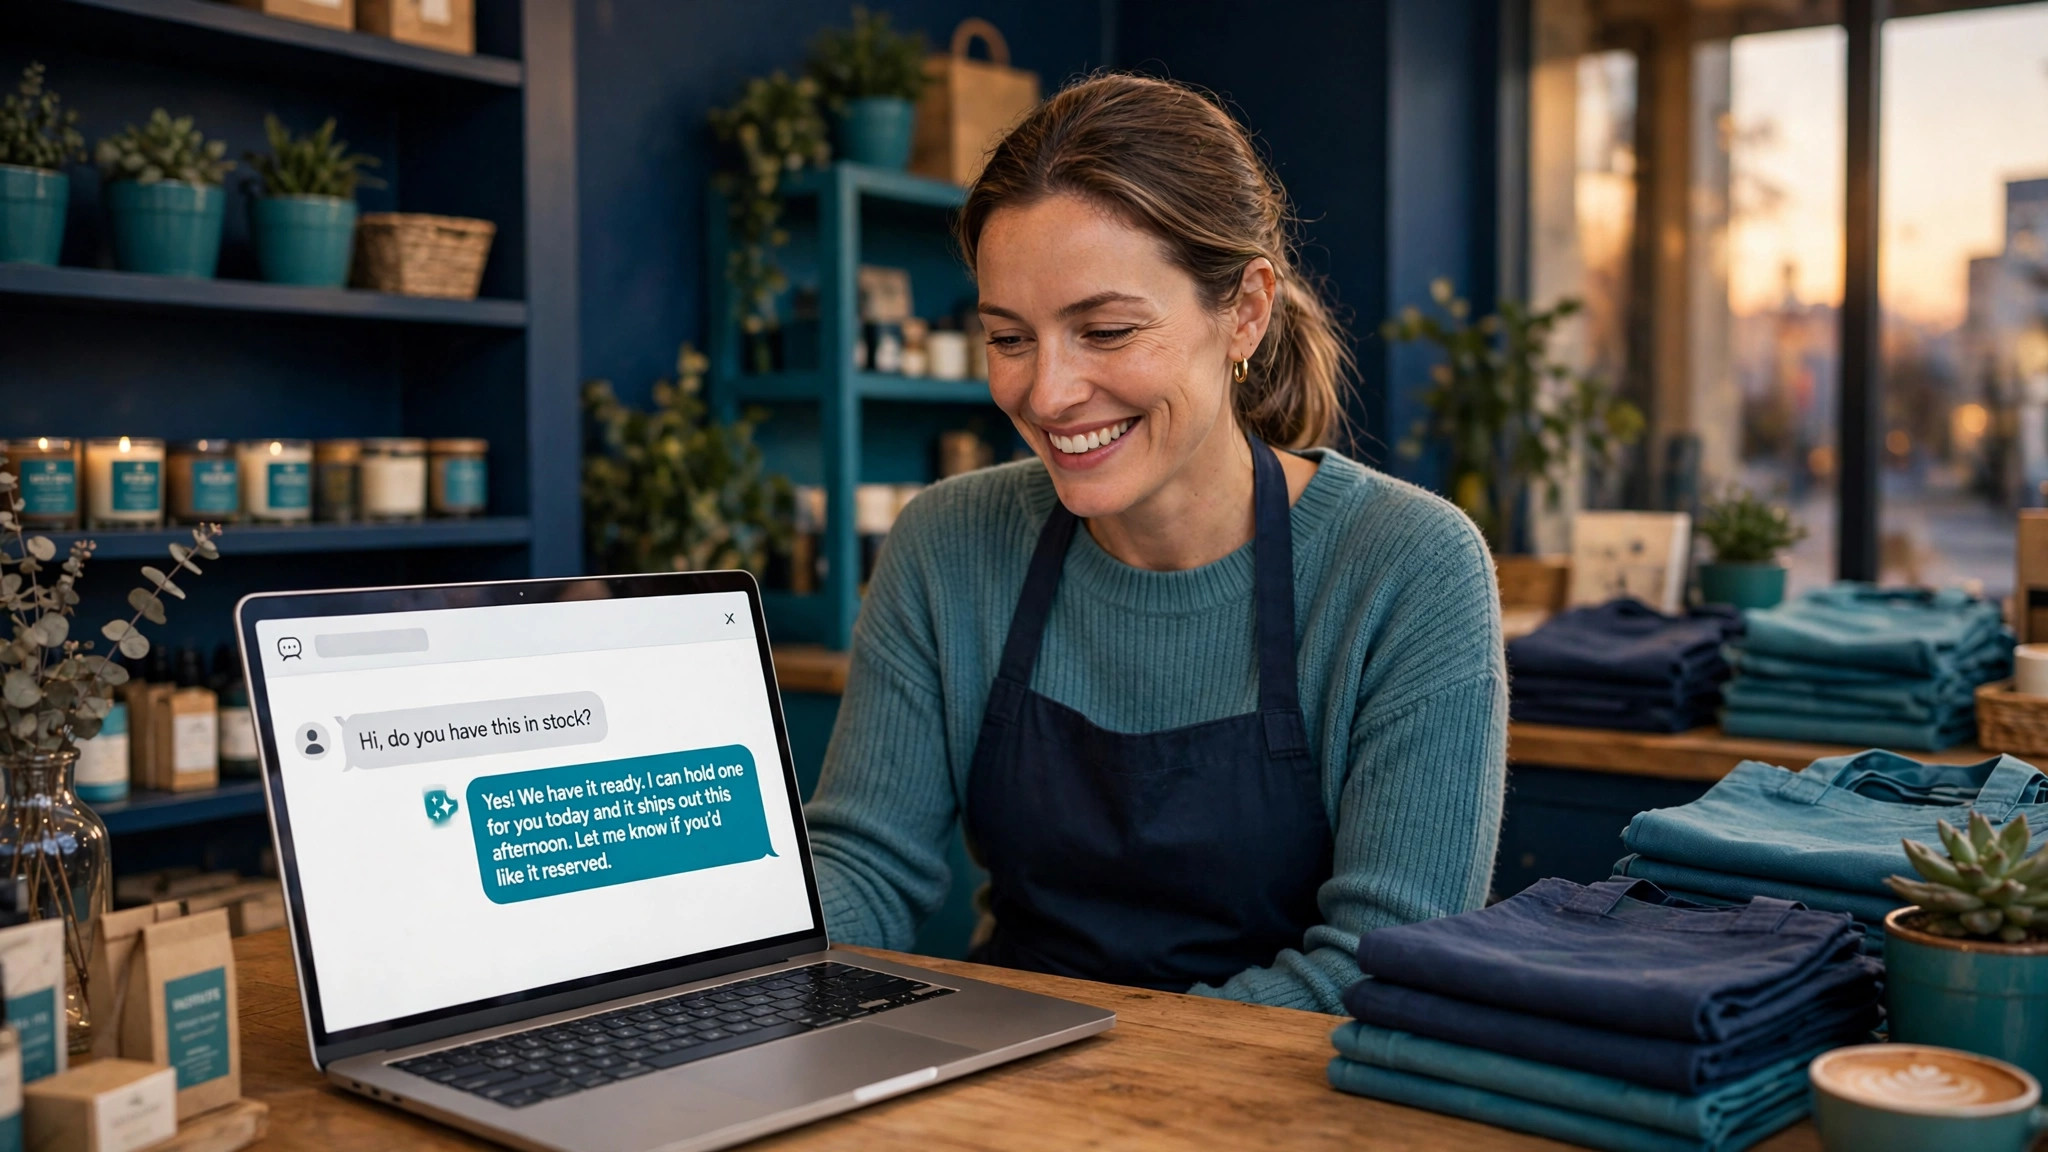 Hi, do you have this in stock?
Yes! We have it ready. I can hold one
for you today and it ships out this
afternoon. Let me know if you'd
like it reserved.